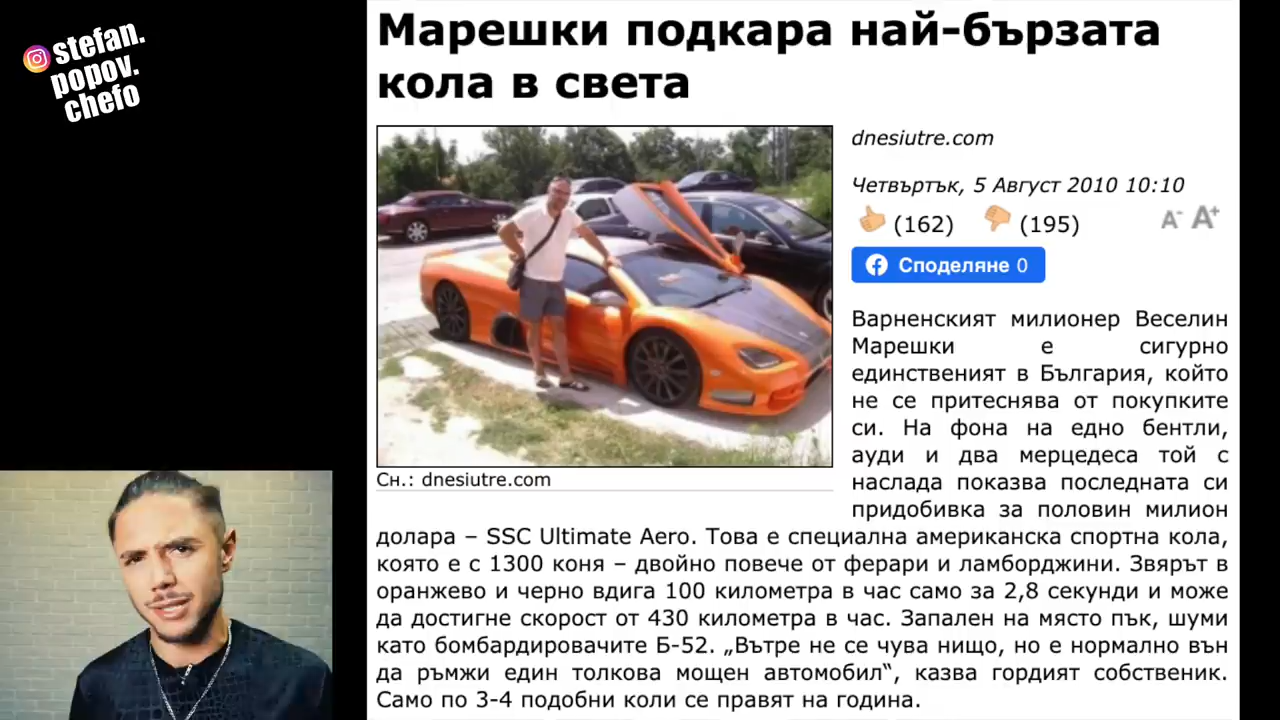 stefan.
popov.
chefo
Марешки подкара най-бързата
кола в света
dnesiutre.com
Четвъртък, 5 Август 2010 10:10
(162) (195) A- A+
Споделяне 0
Варненският милионер Веселин
Марешки е сигурно
единственият в България, който
не се притеснява от покупките
си. На фона на едно бентли,
ауди и два мерцедеса той с
наслада показва последната си
придобивка за половин милион
Сн.: dnesiutre.com
долара – SSC Ultimate Aero. Това е специална американска спортна кола,
която е с 1300 коня – двойно повече от ферари и ламборджини. Звярът в
оранжево и черно вдига 100 километра в час само за 2,8 секунди и може
да достигне скорост от 430 километра в час. Запален на място пък, шуми
като бомбардировачите Б-52. „Вътре не се чува нищо, но е нормално вън
да ръмжи един толкова мощен автомобил“, казва гордият собственик.
Само по 3-4 подобни коли се правят на година.